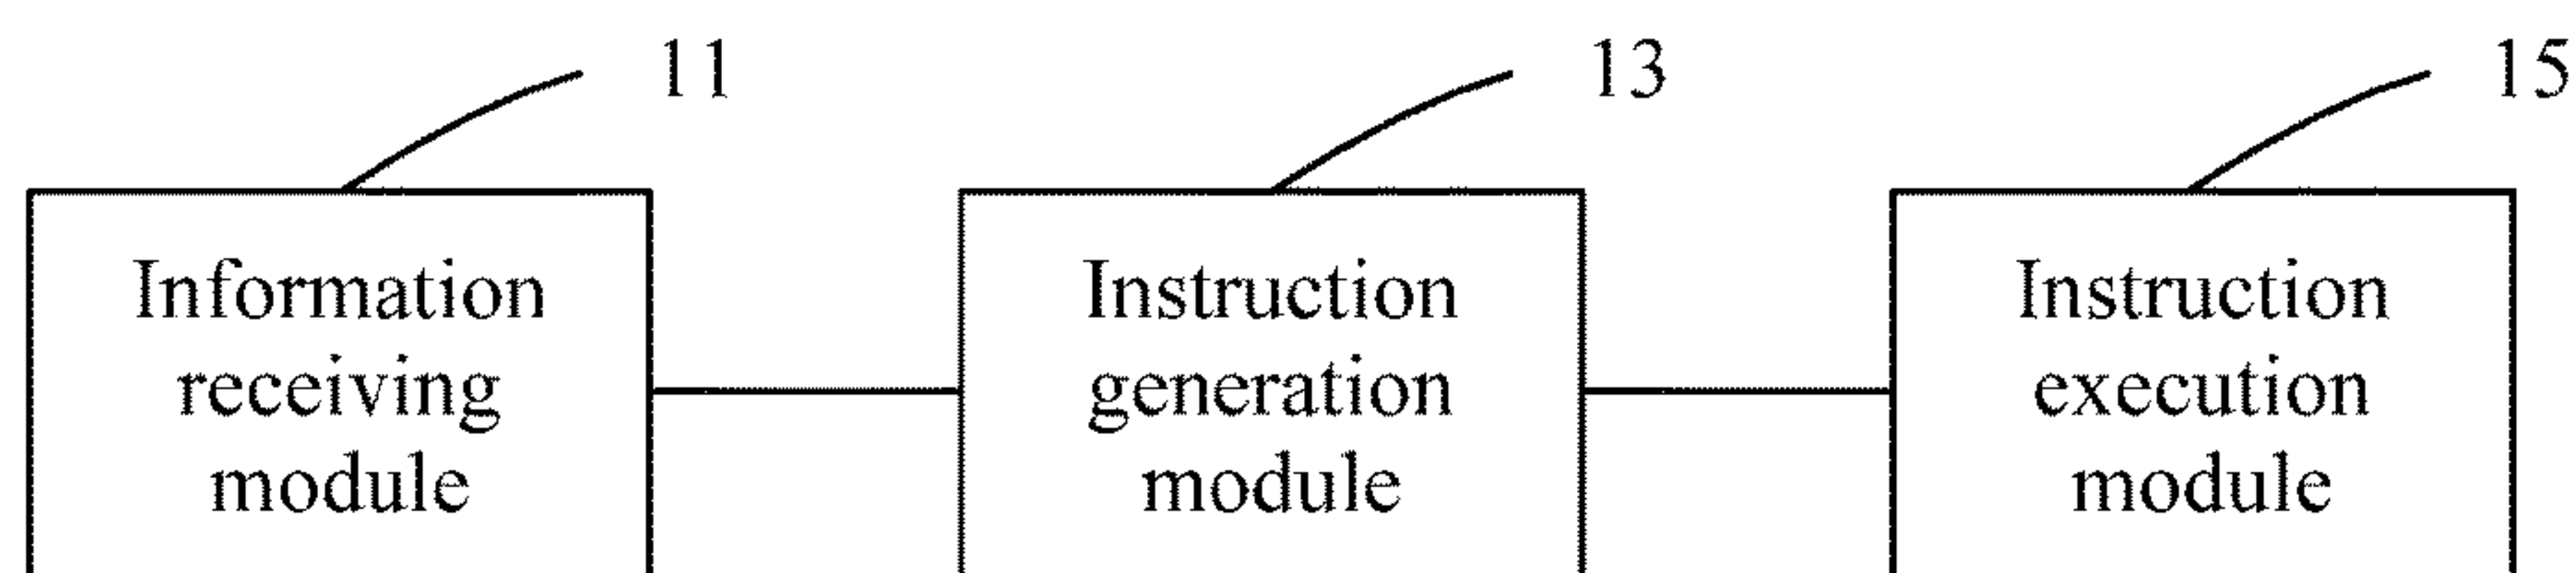 11
13
15
Information
receiving
module
Instruction
generation
module
Instruction
execution
module